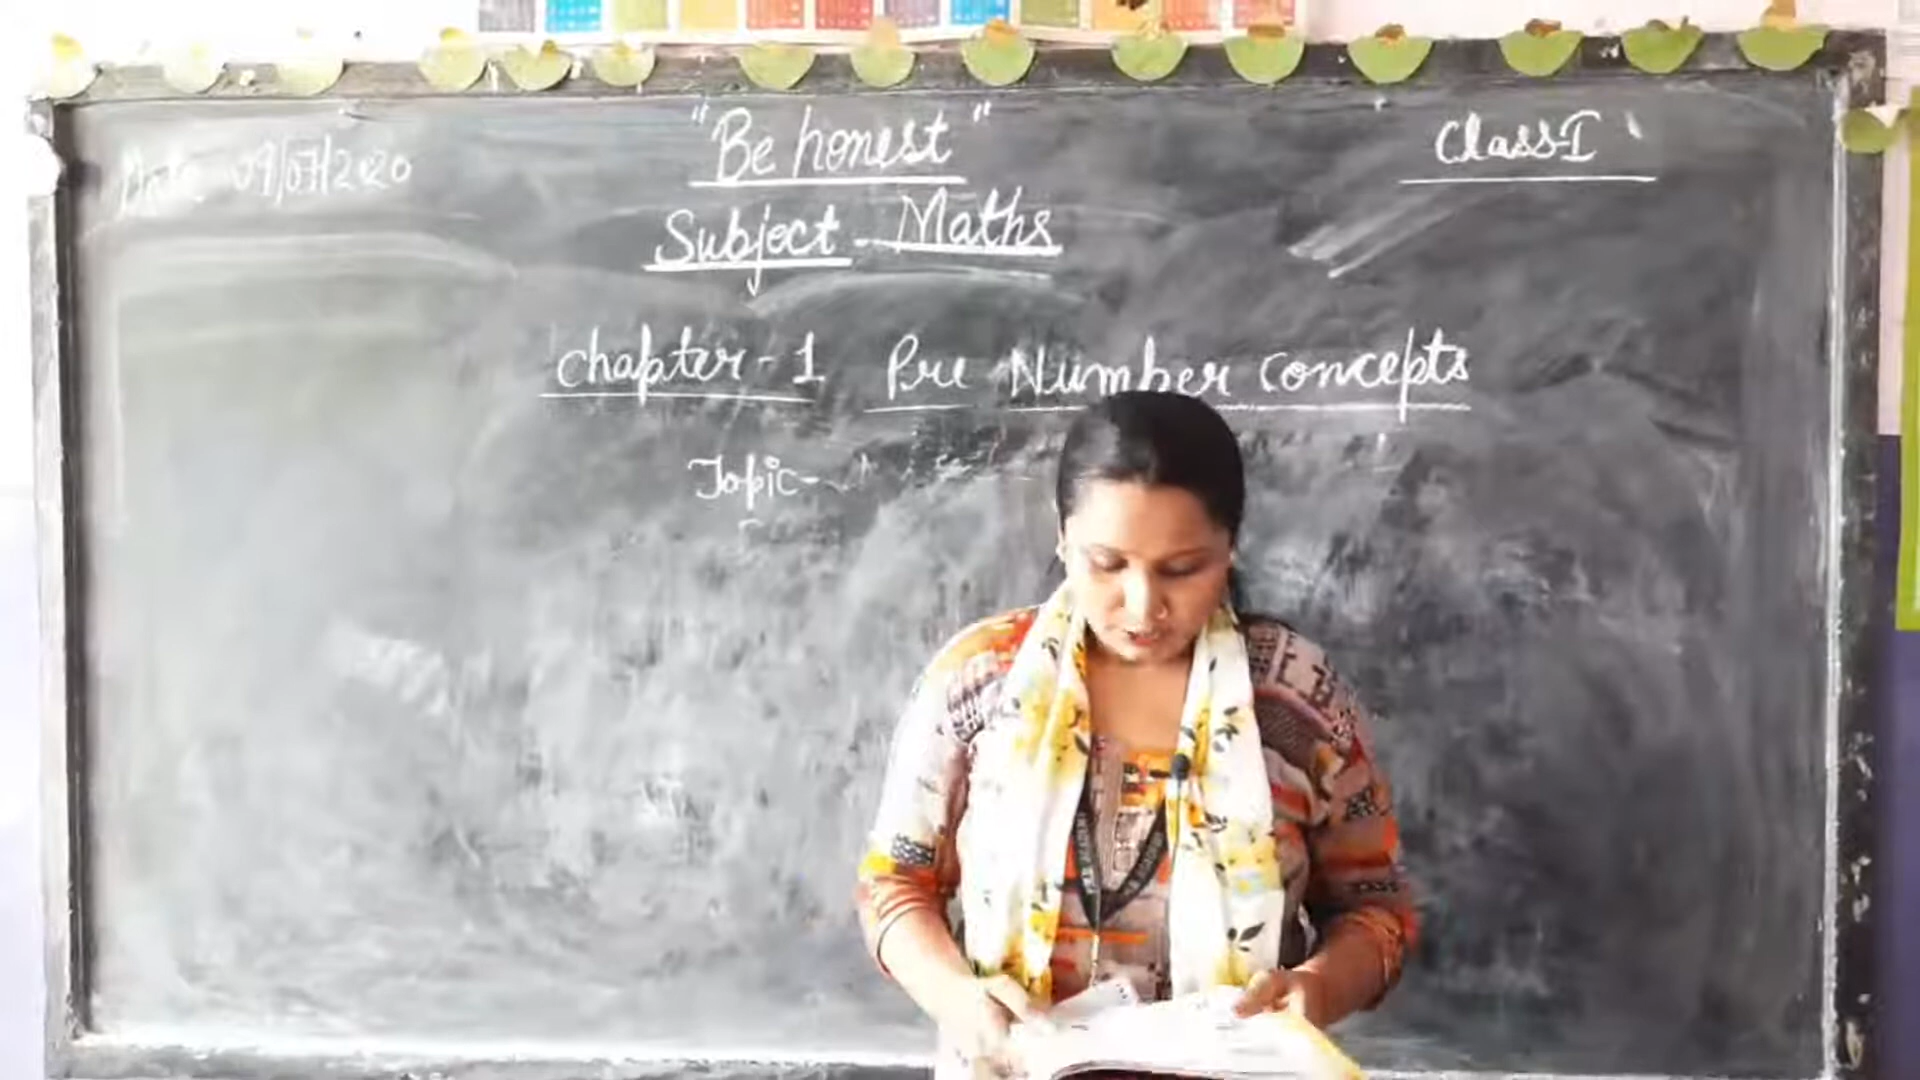 "Be honest"
Date 09/07/2020
Class-I
Subject - Maths
Chapter - 1 Pre Number concepts
Topic -